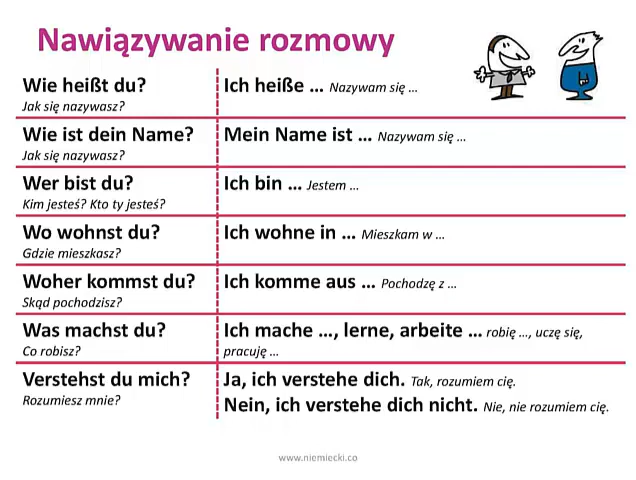 Nawiązywanie rozmowy
Wie heißt du?
Jak się nazywasz?
Ich heiße ... Nazywam się ...
Wie ist dein Name?
Jak się nazywasz?
Mein Name ist ... Nazywam się ...
Wer bist du?
Kim jesteś? Kto ty jesteś?
Ich bin ... Jestem ...
Wo wohnst du?
Gdzie mieszkasz?
Ich wohne in ... Mieszkam w ...
Woher kommst du?
Skąd pochodzisz?
Ich komme aus ... Pochodzę z ...
Was machst du?
Co robisz?
Ich mache ..., lerne, arbeite ... robię ..., uczę się,
pracuję ...
Verstehst du mich?
Rozumiesz mnie?
Ja, ich verstehe dich. Tak, rozumiem cię.
Nein, ich verstehe dich nicht. Nie, nie rozumiem cię.
www.niemiecki.co